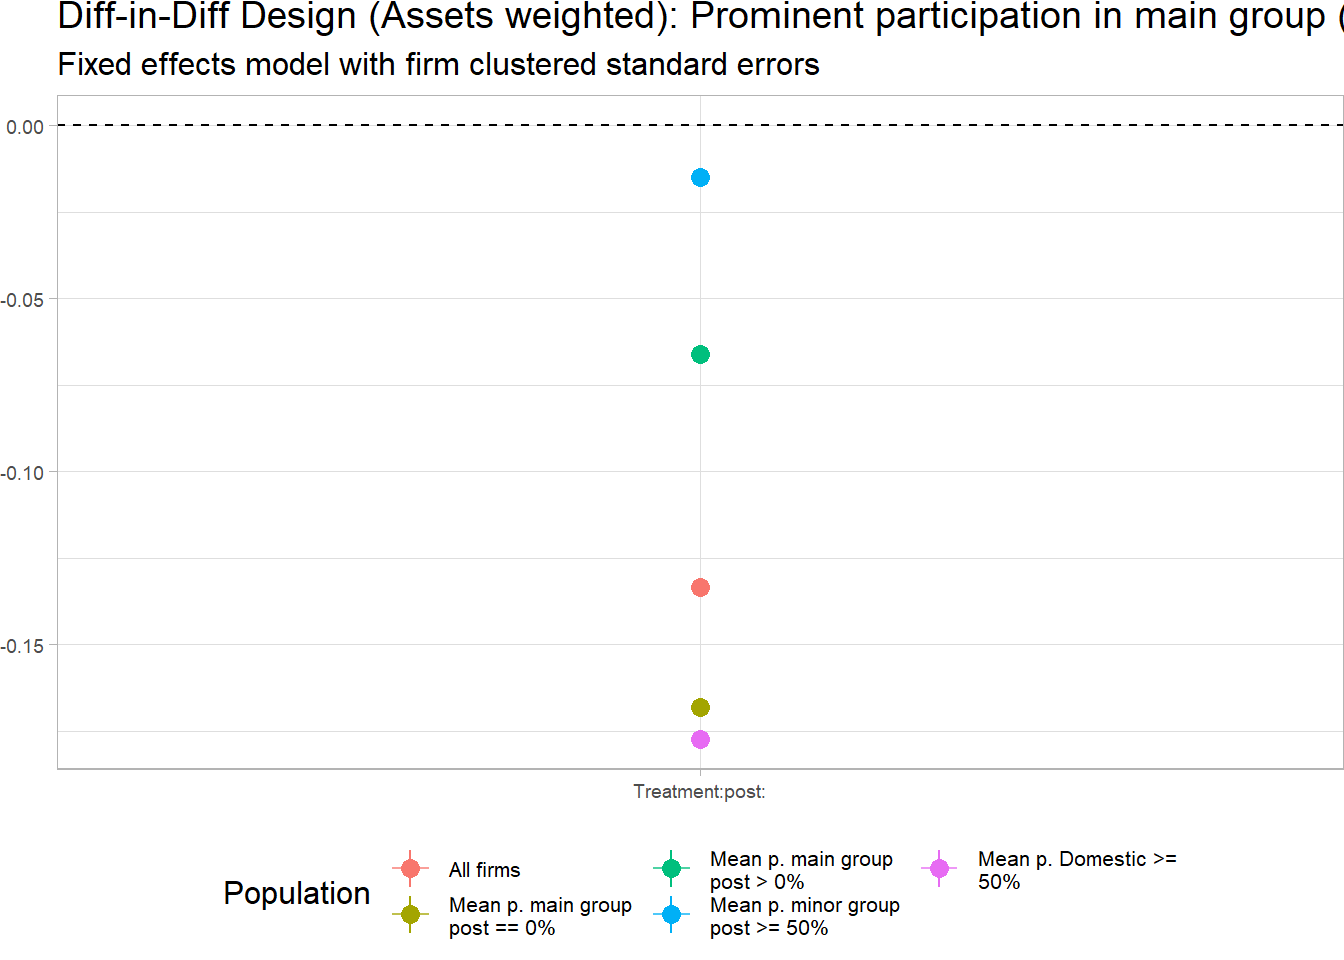 Diff-in-Diff Design (Assets weighted): Prominent participation in main group (
Fixed effects model with firm clustered standard errors
0.00
-0.05
-0.10
-0.15
Treatment:post:
Population
All firms
Mean p. main group
post == 0%
Mean p. main group
post > 0%
Mean p. minor group
post >= 50%
Mean p. Domestic >=
50%